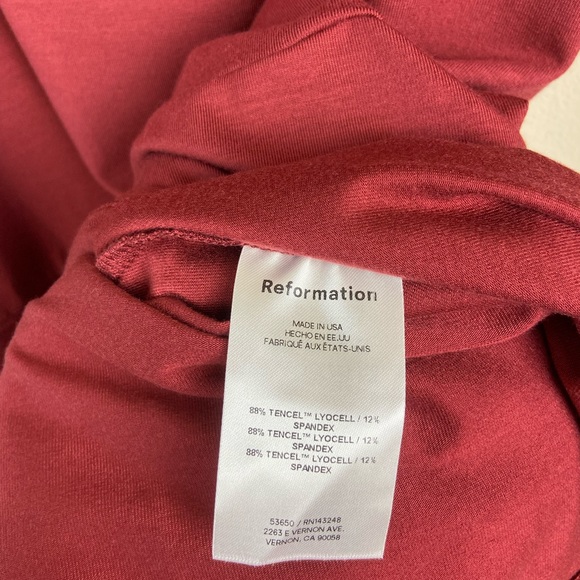 Reformation
MADE IN USA
HECHO EN EE.UU
FABRIQUÉ AUX ÉTATS-UNIS
88% TENCEL™ LYOCELL / 12%
SPANDEX
88% TENCEL™ LYOCELL / 12%
SPANDEX
88% TENCEL™ LYOCELL / 12%
SPANDEX
53650 / RN143248
2263 E VERNON AVE.
VERNON, CA 90058